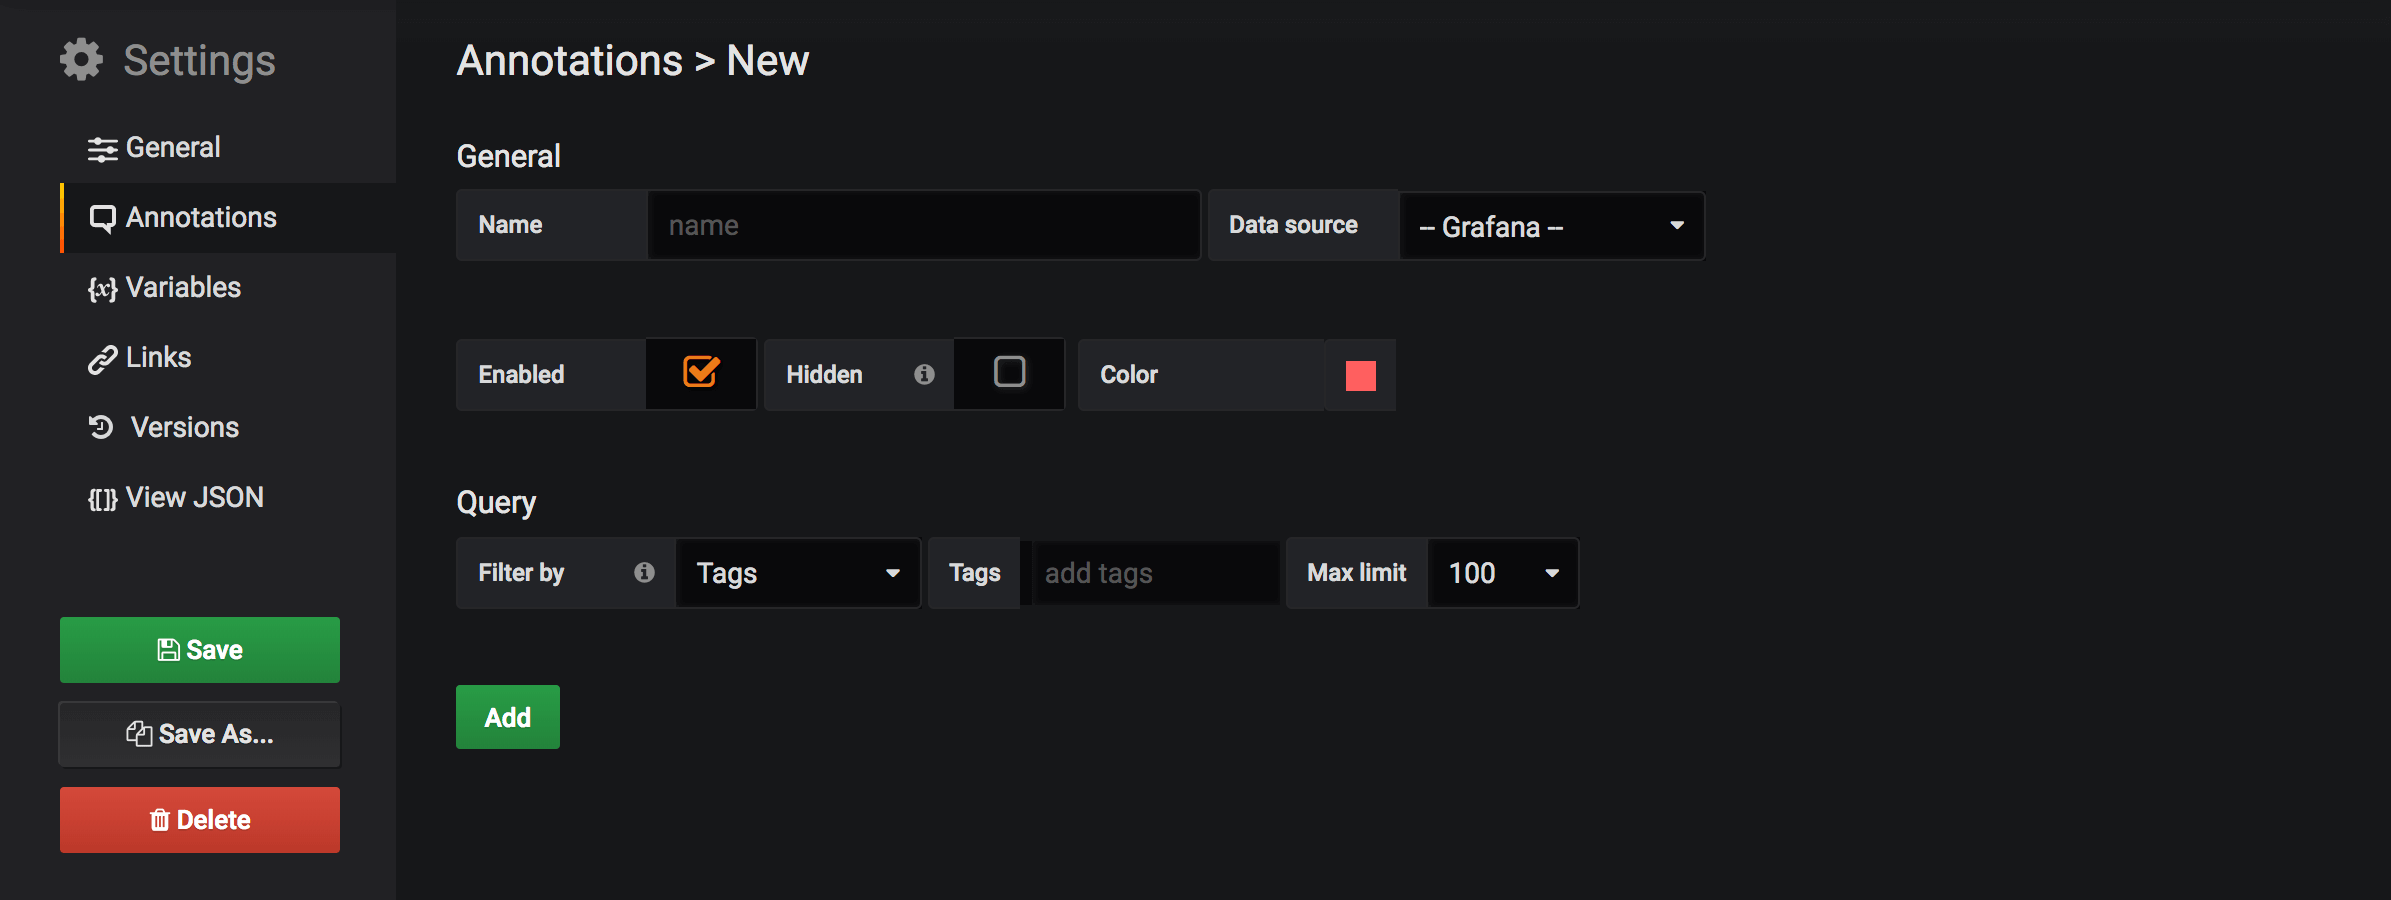 Settings
General
Annotations
{x} Variables
Links
Versions
{[]} View JSON
Save
Save As...
Delete
Annotations > New
General
Name name Data source -- Grafana --
Enabled Hidden Color
Query
Filter by Tags Tags add tags Max limit 100
Add